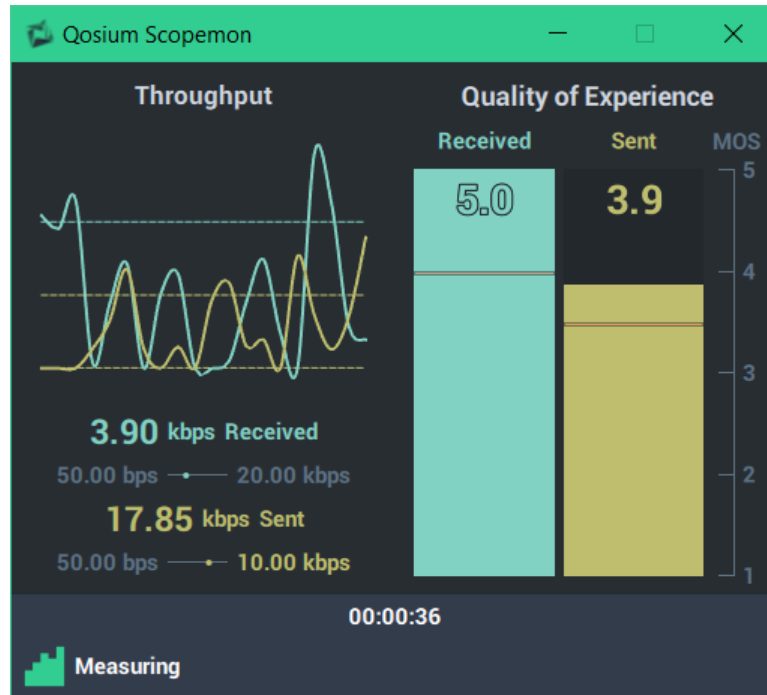 Qosium Scopemon
Throughput
3.90 kbps Received
50.00 bps 20.00 kbps
17.85 kbps Sent
50.00 bps 10.00 kbps
Quality of Experience
Received Sent MOS
5.0 3.9
5
4
3
2
1
00:00:36
Measuring